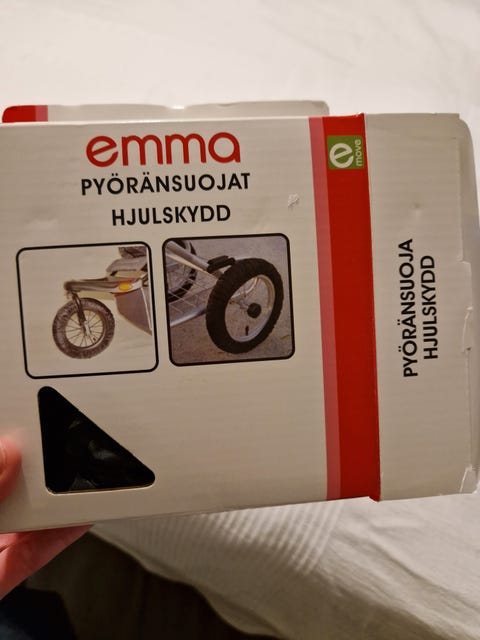 emma
PYÖRÄNSUOJAT
HJULSKYDD
e
move
PYÖRÄNSUOJA
HJULSKYDD